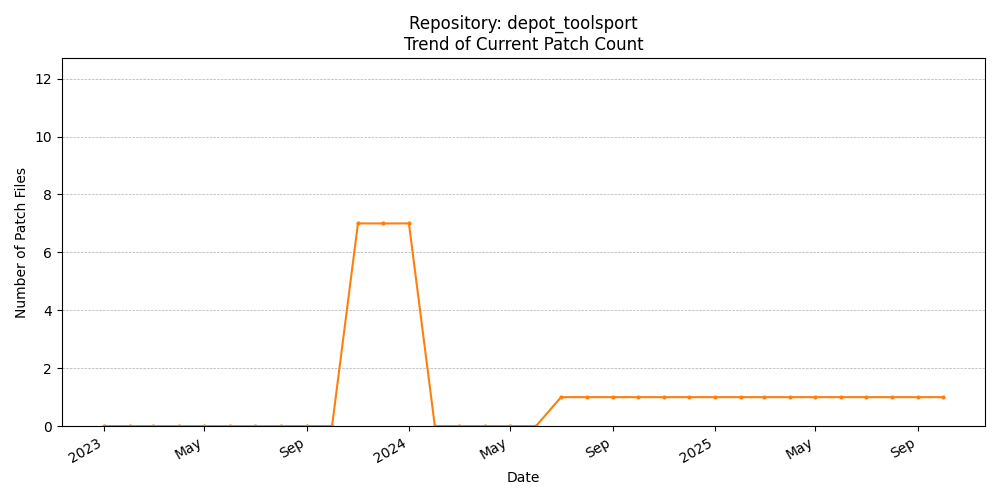 Repository: depot_toolsport
Trend of Current Patch Count
Number of Patch Files
12
10
8
6
4
2
0
2023
May
Sep
2024
May
Sep
2025
May
Sep
Date